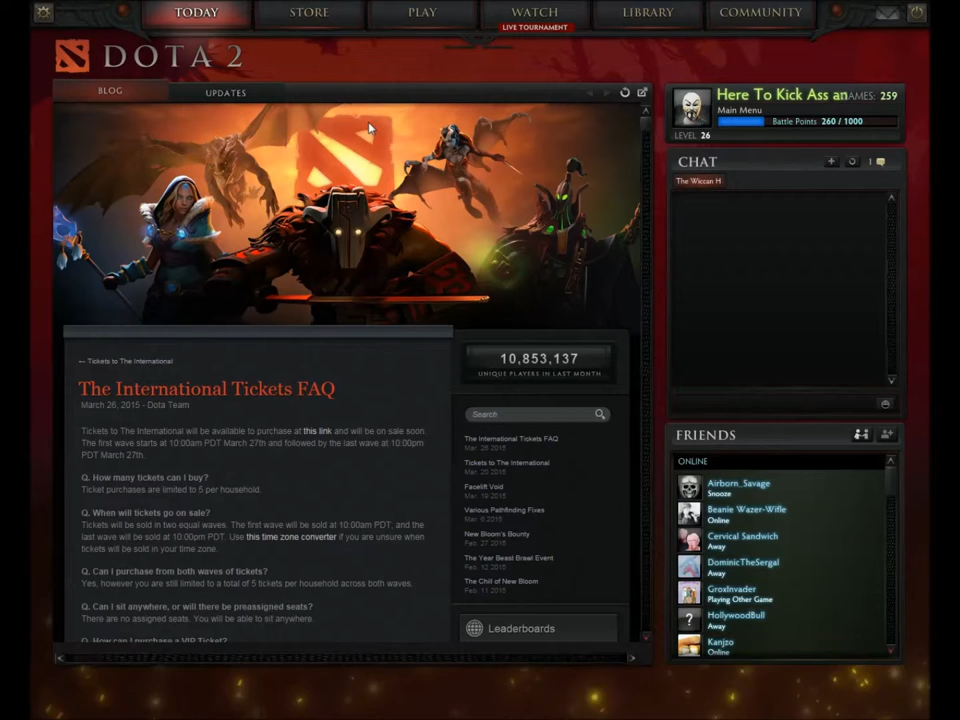 TODAY
STORE
PLAY
WATCH
LIBRARY
COMMUNITY
LIVE TOURNAMENT
DOTA 2
BLOG
UPDATES
Here To Kick Ass an
AMES: 259
Main Menu
Battle Points 260 / 1000
LEVEL 26
CHAT
1
The Wiccan H
← Tickets to The International
The International Tickets FAQ
March 26, 2015 - Dota Team
Tickets to The International will be available to purchase at this link and will be on sale soon.
The first wave starts at 10:00am PDT March 27th and followed by the last wave at 10:00pm
PDT March 27th.
Q. How many tickets can I buy?
Ticket purchases are limited to 5 per household.
Q. When will tickets go on sale?
Tickets will be sold in two equal waves. The first wave will be sold at 10:00am PDT, and the
last wave will be sold at 10:00pm PDT. Use this time zone converter if you are unsure when
tickets will be sold in your time zone.
Q. Can I purchase from both waves of tickets?
Yes, however you are still limited to a total of 5 tickets per household across both waves.
Q. Can I sit anywhere, or will there be preassigned seats?
There are no assigned seats. You will be able to sit anywhere.
Q. How can I purchase a VIP Ticket?
10,853,137
UNIQUE PLAYERS IN LAST MONTH
Search
The International Tickets FAQ
Mar. 26 2015
Tickets to The International
Mar. 20 2015
Facelift Void
Mar. 19 2015
Various Pathfinding Fixes
Mar. 6 2015
New Bloom's Bounty
Feb. 27 2015
The Year Beast Brawl Event
Feb. 16 2015
The Chill of New Bloom
Feb. 11 2015
Leaderboards
FRIENDS
ONLINE
Airborn_Savage
Snooze
Beanie Wazer-Wifle
Online
Cervical Sandwich
Away
DominicTheSergal
Away
GroxInvader
Playing Other Game
HollywoodBull
Away
Kanjzo
Online